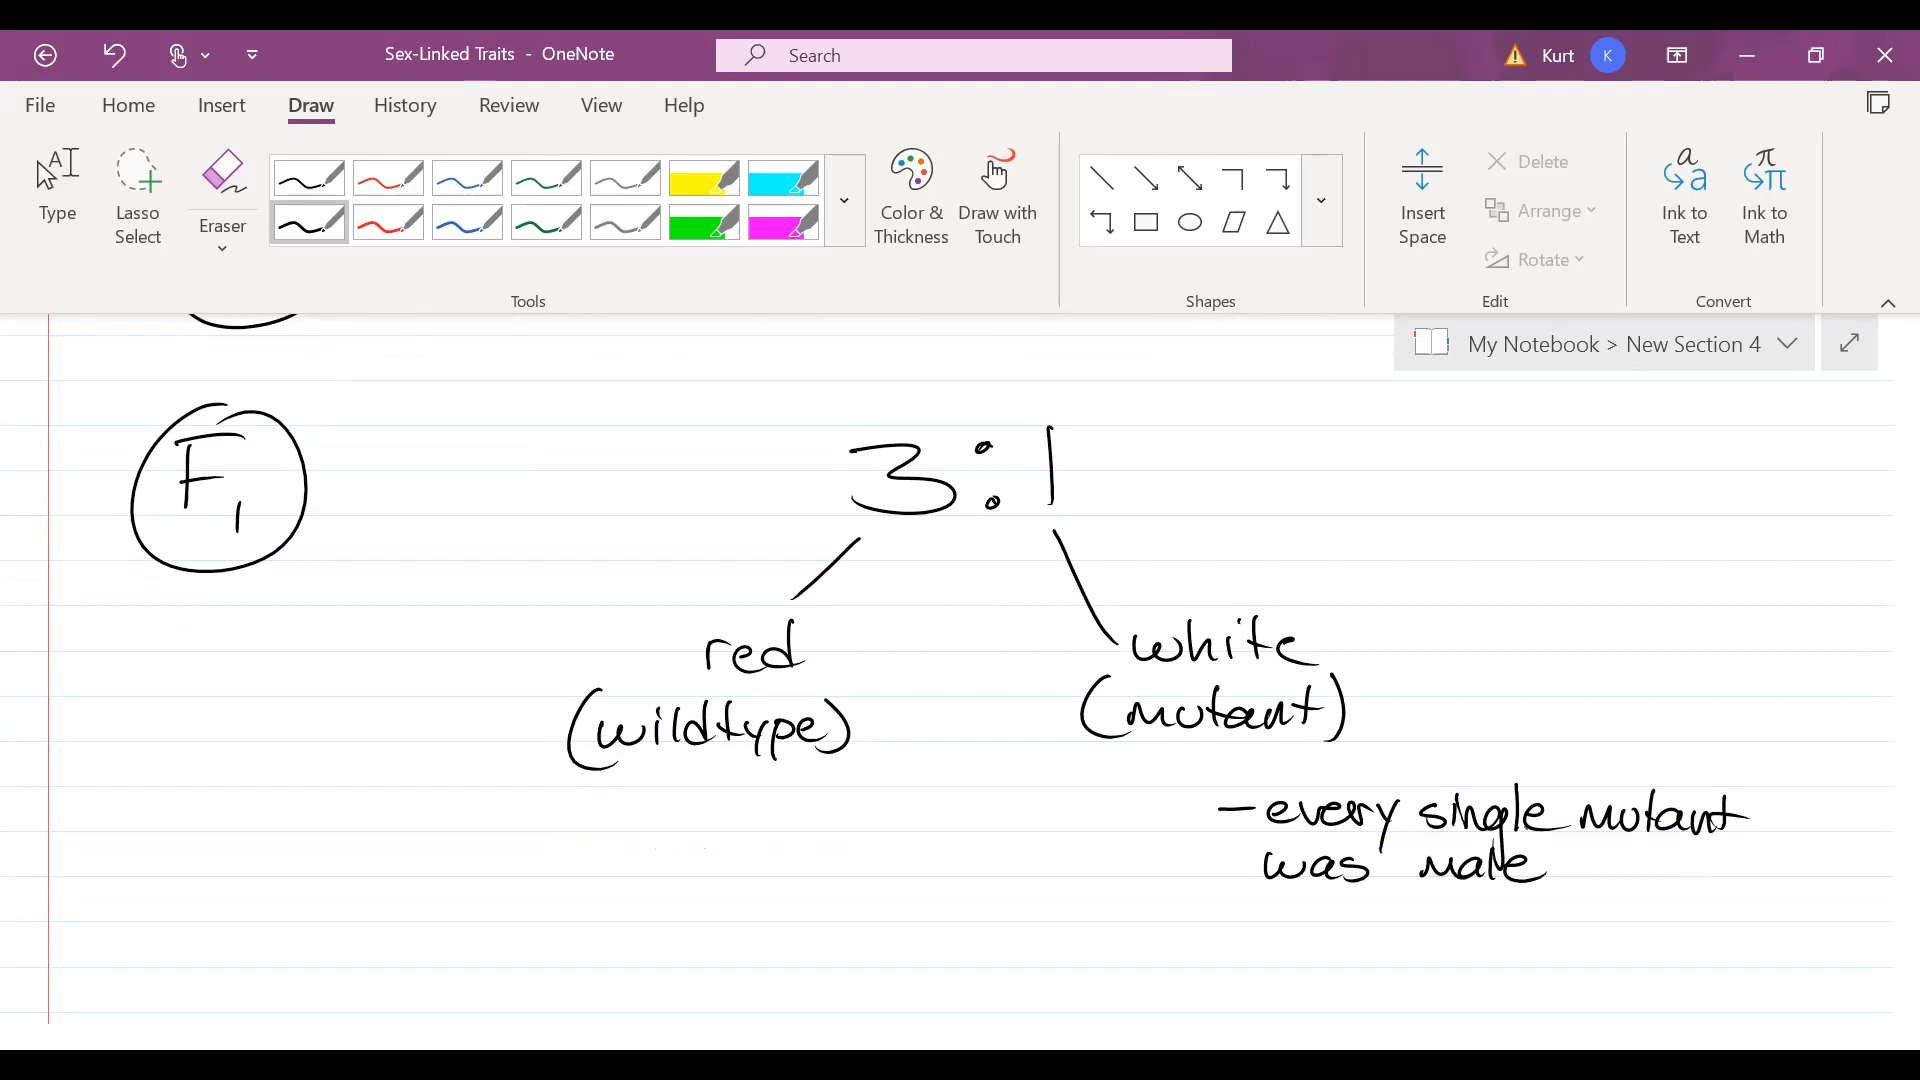 Sex-Linked Traits - OneNote
Search
Kurt
K
File Home Insert Draw History Review View Help
Type
Lasso Select
Eraser
Color & Thickness
Draw with Touch
Insert Space
Delete
Arrange
Rotate
Ink to Text
Ink to Math
Tools
Shapes
Edit
Convert
My Notebook > New Section 4
F1
3:1
red
(wildtype)
white
(mutant)
- every single mutant
was male